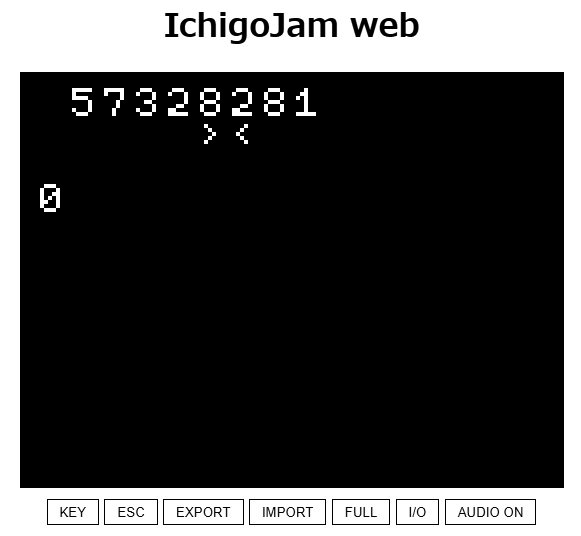 IchigoJam web
57328281
> <
0
KEY ESC EXPORT IMPORT FULL I/O AUDIO ON